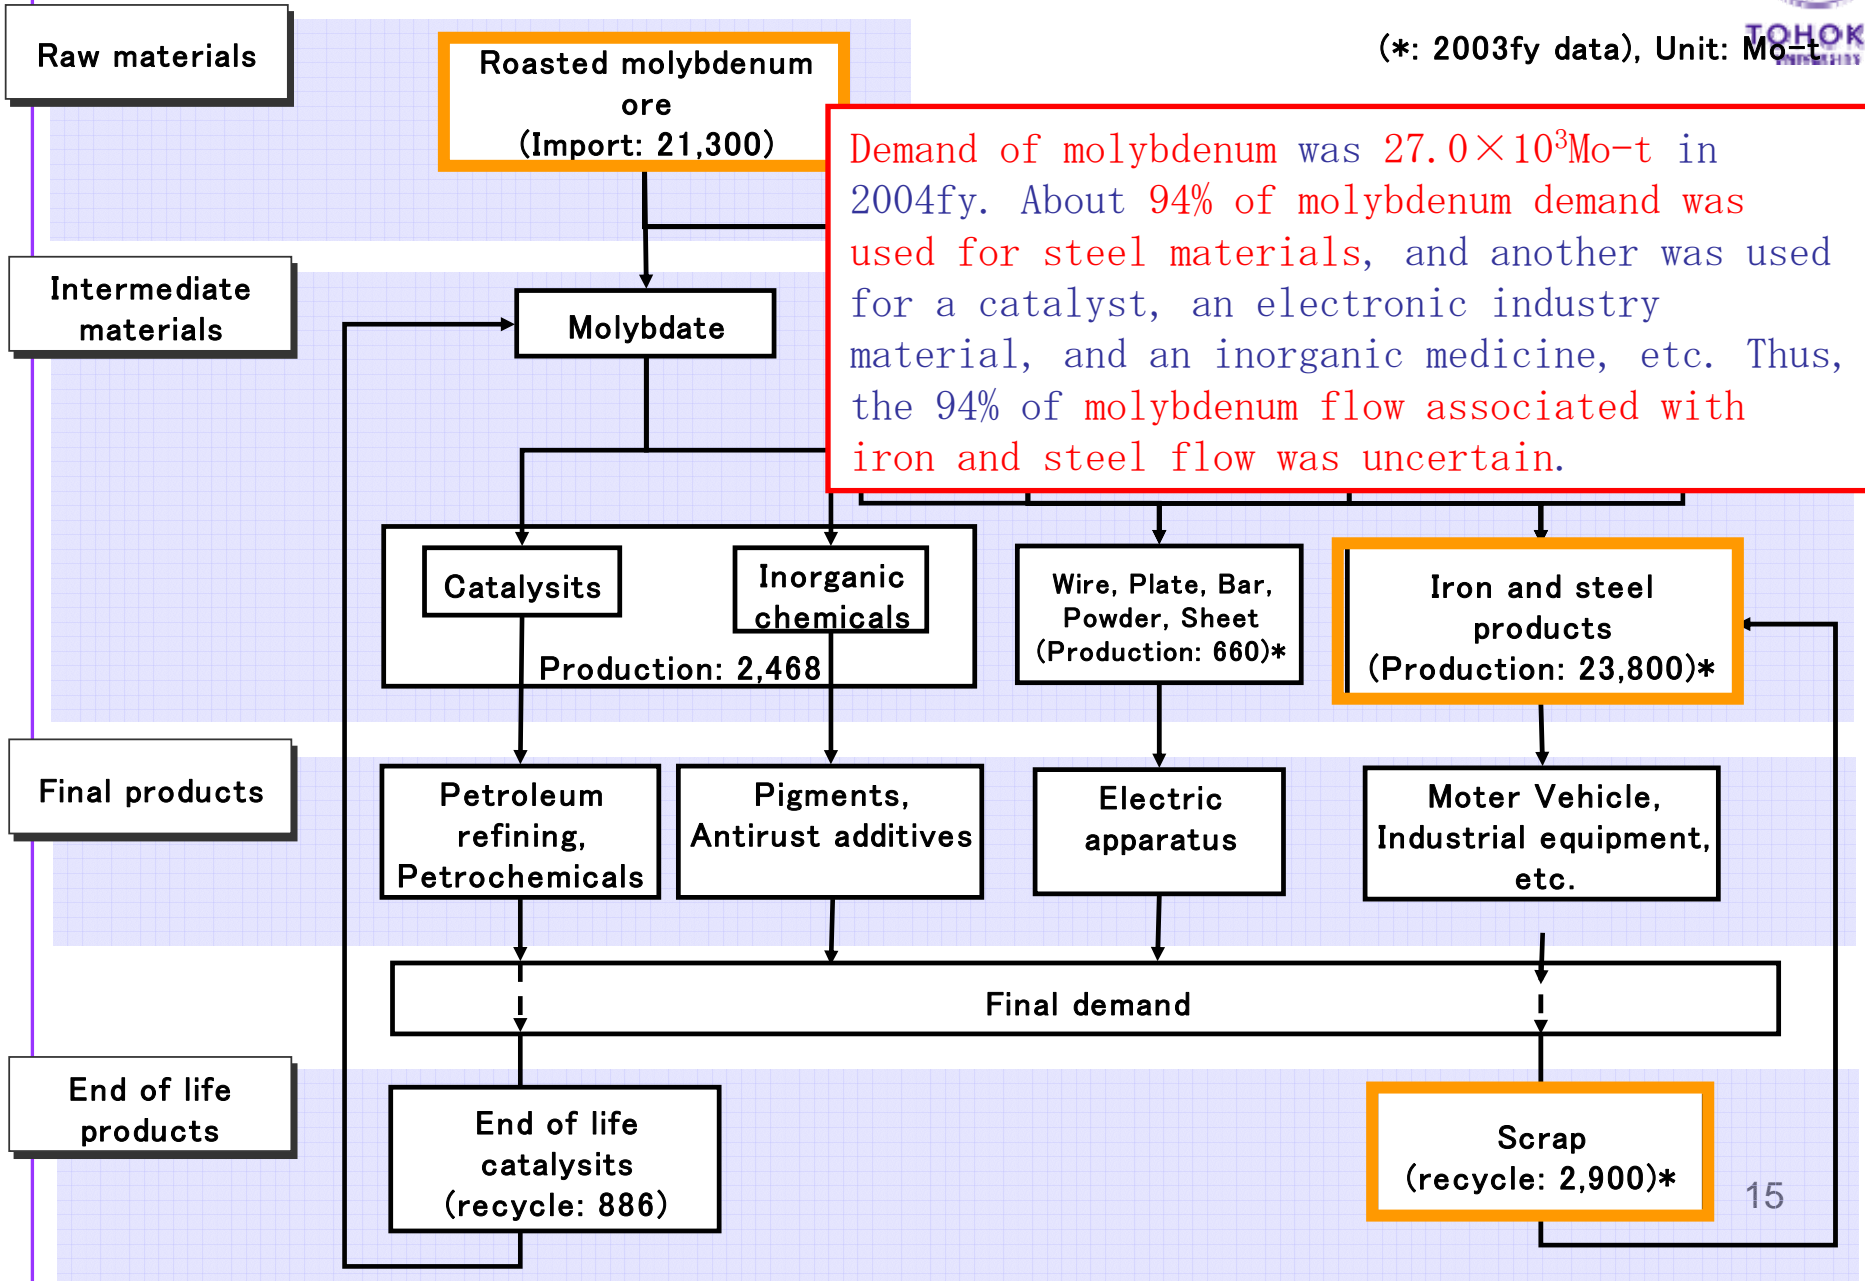 Raw materials
Roasted molybdenum
ore
(Import: 21,300)
(*: 2003fy data), Unit: Mo-t
TOHOK
Demand of molybdenum was 27.0×10³Mo-t in
2004fy. About 94% of molybdenum demand was
used for steel materials, and another was used
for a catalyst, an electronic industry
material, and an inorganic medicine, etc. Thus,
the 94% of molybdenum flow associated with
iron and steel flow was uncertain.
Intermediate
materials
Molybdate
Catalysits
Inorganic
chemicals
Production: 2,468
Wire, Plate, Bar,
Powder, Sheet
(Production: 660)*
Iron and steel
products
(Production: 23,800)*
Final products
Petroleum
refining,
Petrochemicals
Pigments,
Antirust additives
Electric
apparatus
Moter Vehicle,
Industrial equipment,
etc.
Final demand
End of life
products
End of life
catalysits
(recycle: 886)
Scrap
(recycle: 2,900)*
15